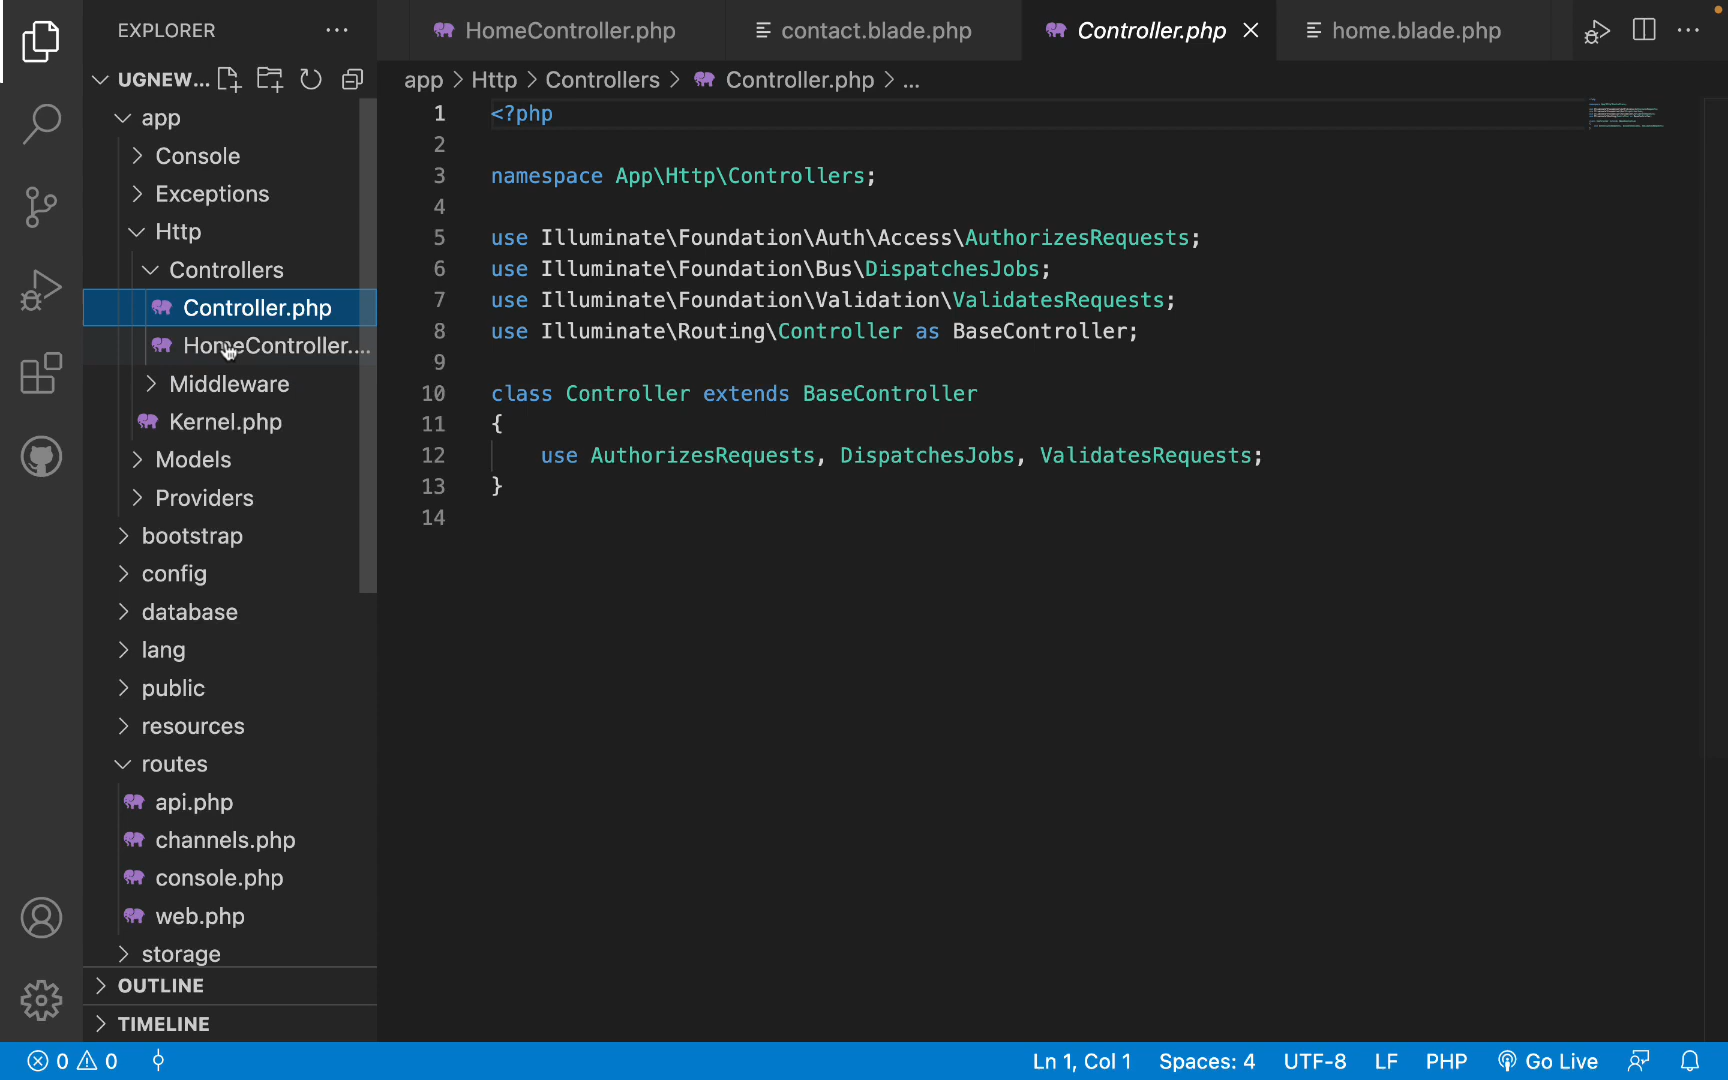 EXPLORER
UGNEW...
app
Console
Exceptions
Http
Controllers
Controller.php
HomeController....
Middleware
Kernel.php
Models
Providers
bootstrap
config
database
lang
public
resources
routes
api.php
channels.php
console.php
web.php
storage
OUTLINE
TIMELINE
HomeController.php contact.blade.php Controller.php home.blade.php
app > Http > Controllers > Controller.php > ...
1 <?php
2
3 namespace App\Http\Controllers;
4
5 use Illuminate\Foundation\Auth\Access\AuthorizesRequests;
6 use Illuminate\Foundation\Bus\DispatchesJobs;
7 use Illuminate\Foundation\Validation\ValidatesRequests;
8 use Illuminate\Routing\Controller as BaseController;
9
10 class Controller extends BaseController
11 {
12 use AuthorizesRequests, DispatchesJobs, ValidatesRequests;
13 }
14
0 0 Ln 1, Col 1 Spaces: 4 UTF-8 LF PHP Go Live